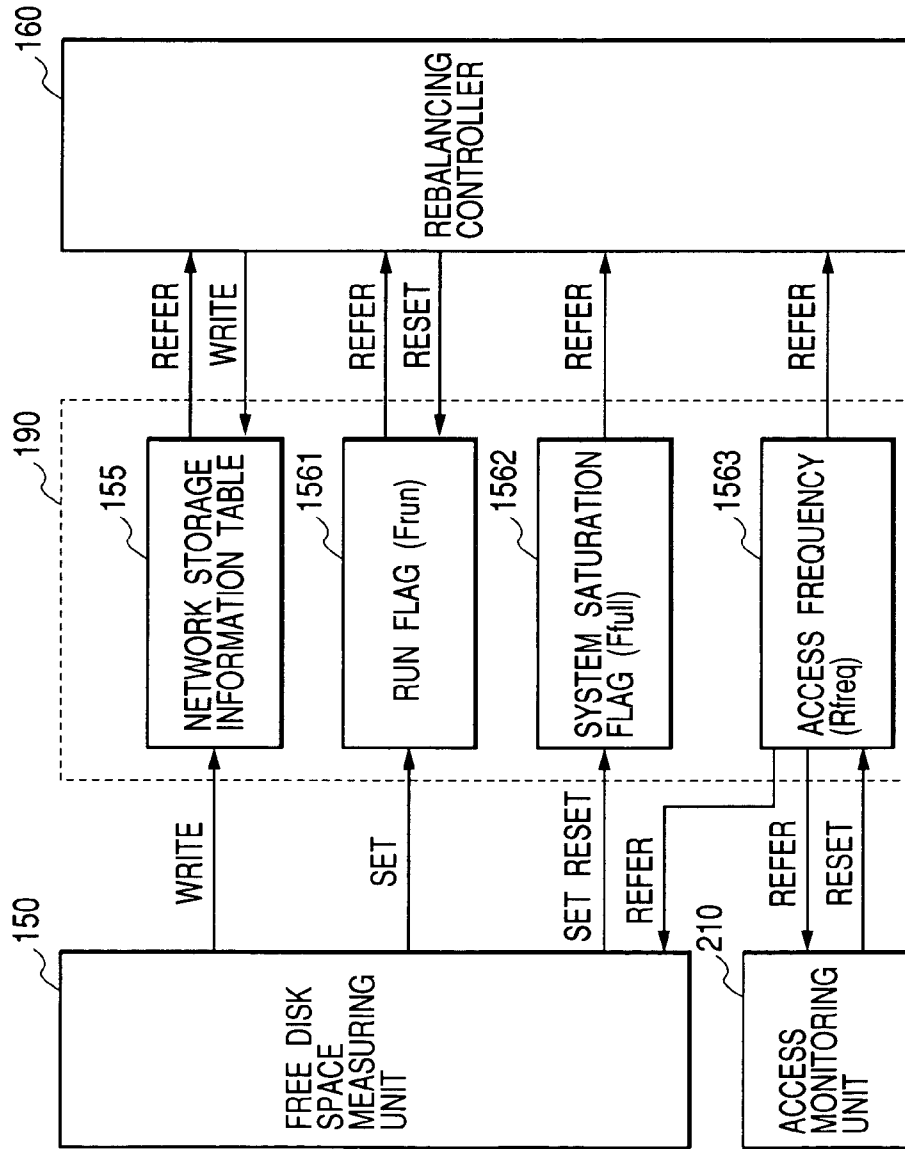 150
FREE DISK
SPACE
MEASURING
UNIT
210
ACCESS
MONITORING
UNIT
WRITE
SET
SET RESET
REFER
REFER
RESET
190
155
NETWORK STORAGE
INFORMATION TABLE
1561
RUN FLAG (Frun)
1562
SYSTEM SATURATION
FLAG (Ffull)
1563
ACCESS FREQUENCY
(Rfreq)
REFER
WRITE
REFER
RESET
REFER
REFER
160
REBALANCING
CONTROLLER